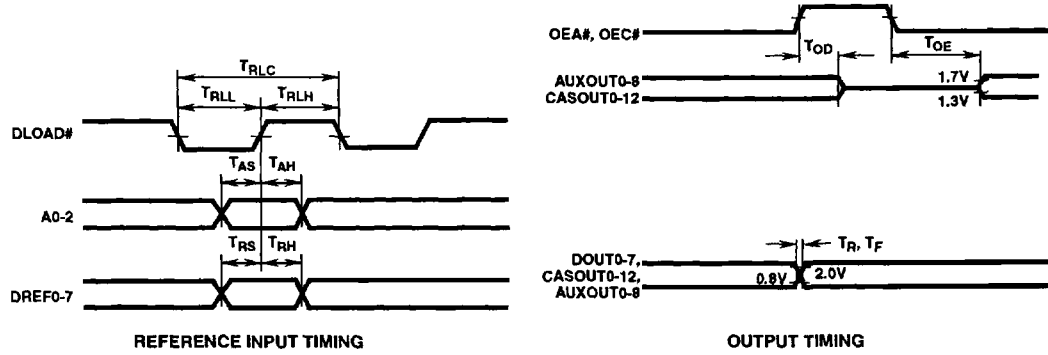 TRLC
TRLL TRLH
DLOAD#
TAS TAH
A0-2
TRS TRH
DREF0-7
REFERENCE INPUT TIMING
OEA#, OEC#
TOD TOE
AUXOUT0-8
CASOUT0-12
1.7V
1.3V
TR, TF
DOUT0-7,
CASOUT0-12,
AUXOUT0-8
0.8V 2.0V
OUTPUT TIMING